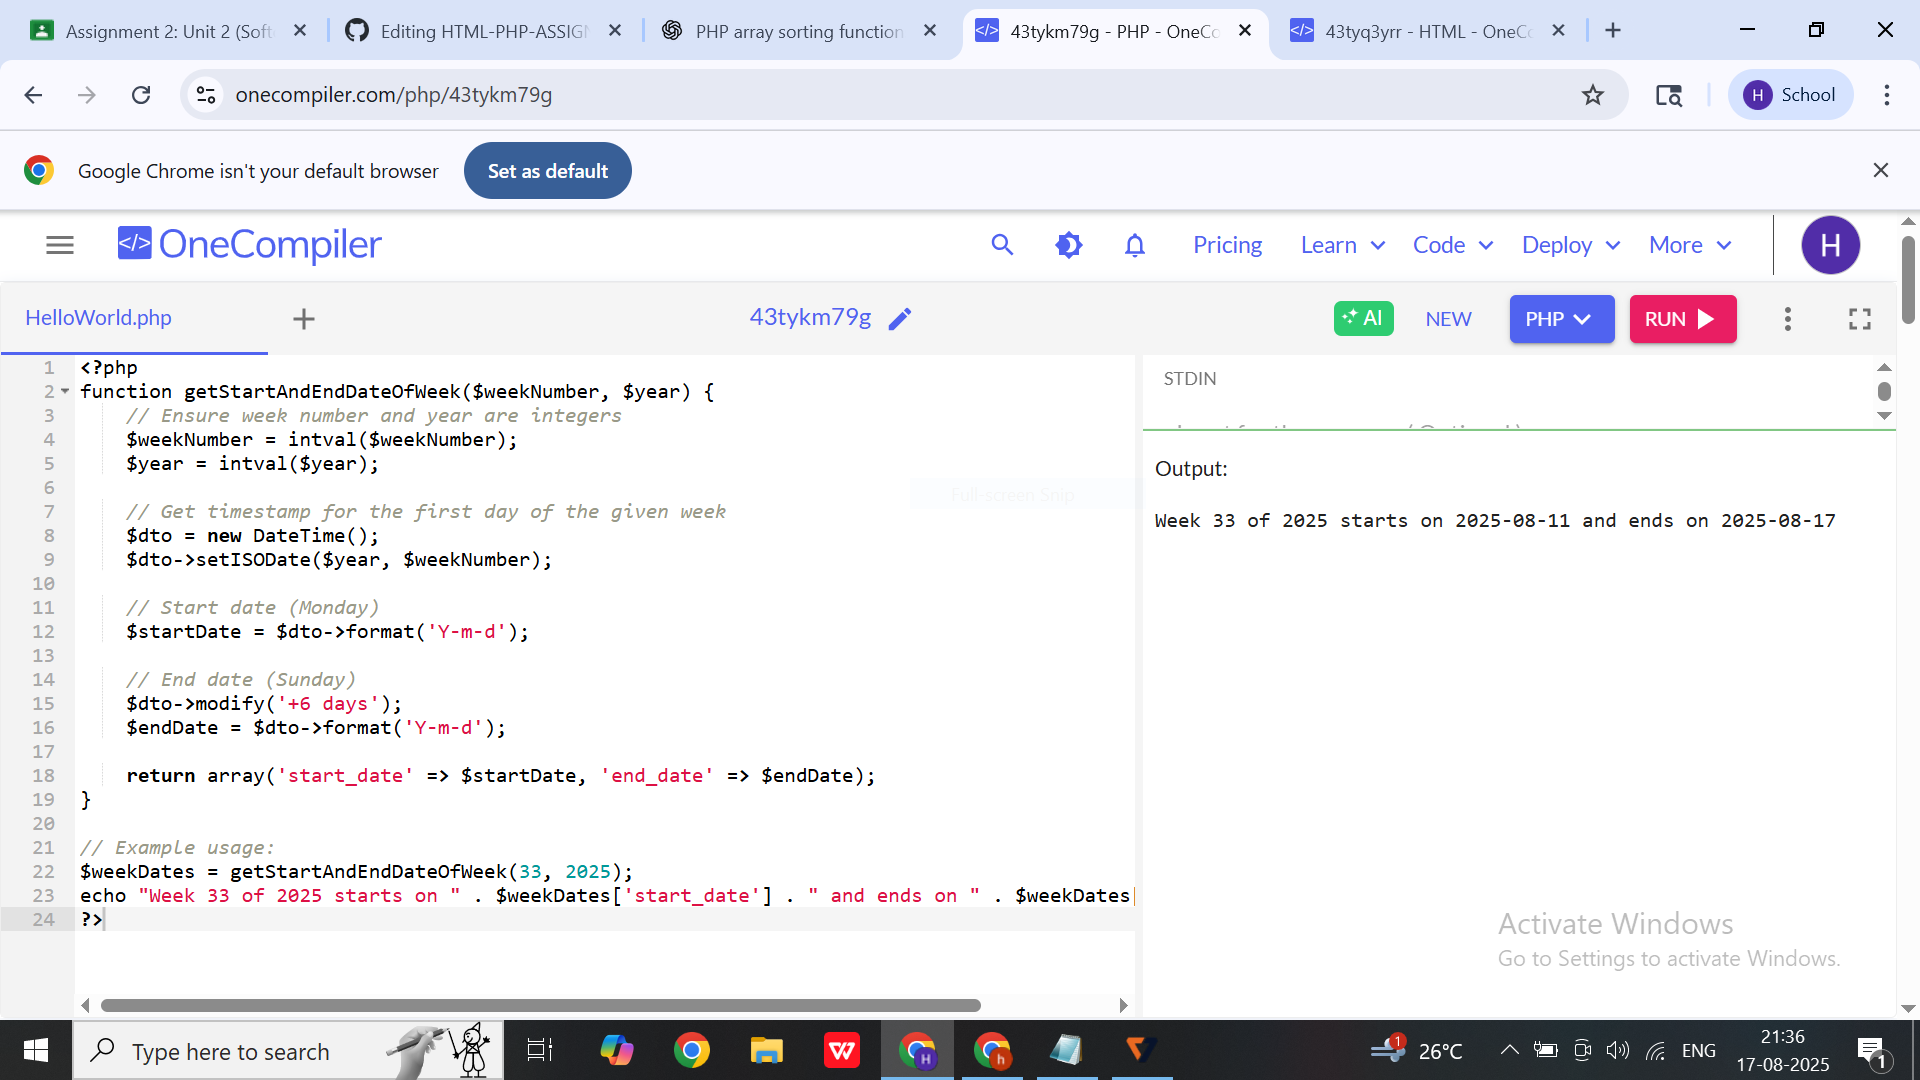 Assignment 2: Unit 2 (Soft
Editing HTML-PHP-ASSIG
PHP array sorting function
43tykm79g - PHP - OneCo
43tyq3yrr - HTML - OneCo
onecompiler.com/php/43tykm79g
H School
Google Chrome isn't your default browser
Set as default
</> OneCompiler
Pricing
Learn
Code
Deploy
More
H
HelloWorld.php
43tykm79g
AI
NEW
PHP
RUN
1 <?php
2 function getStartAndEndDateOfWeek($weekNumber, $year) {
3 // Ensure week number and year are integers
4 $weekNumber = intval($weekNumber);
5 $year = intval($year);
6
7 // Get timestamp for the first day of the given week
8 $dto = new DateTime();
9 $dto->setISODate($year, $weekNumber);
10
11 // Start date (Monday)
12 $startDate = $dto->format('Y-m-d');
13
14 // End date (Sunday)
15 $dto->modify('+6 days');
16 $endDate = $dto->format('Y-m-d');
17
18 return array('start_date' => $startDate, 'end_date' => $endDate);
19 }
20
21 // Example usage:
22 $weekDates = getStartAndEndDateOfWeek(33, 2025);
23 echo "Week 33 of 2025 starts on " . $weekDates['start_date'] . " and ends on " . $weekDates[
24 ?>
Full-screen Snip
STDIN
Output:
Week 33 of 2025 starts on 2025-08-11 and ends on 2025-08-17
Activate Windows
Go to Settings to activate Windows.
Type here to search
1
26°C
ENG
21:36
17-08-2025
1